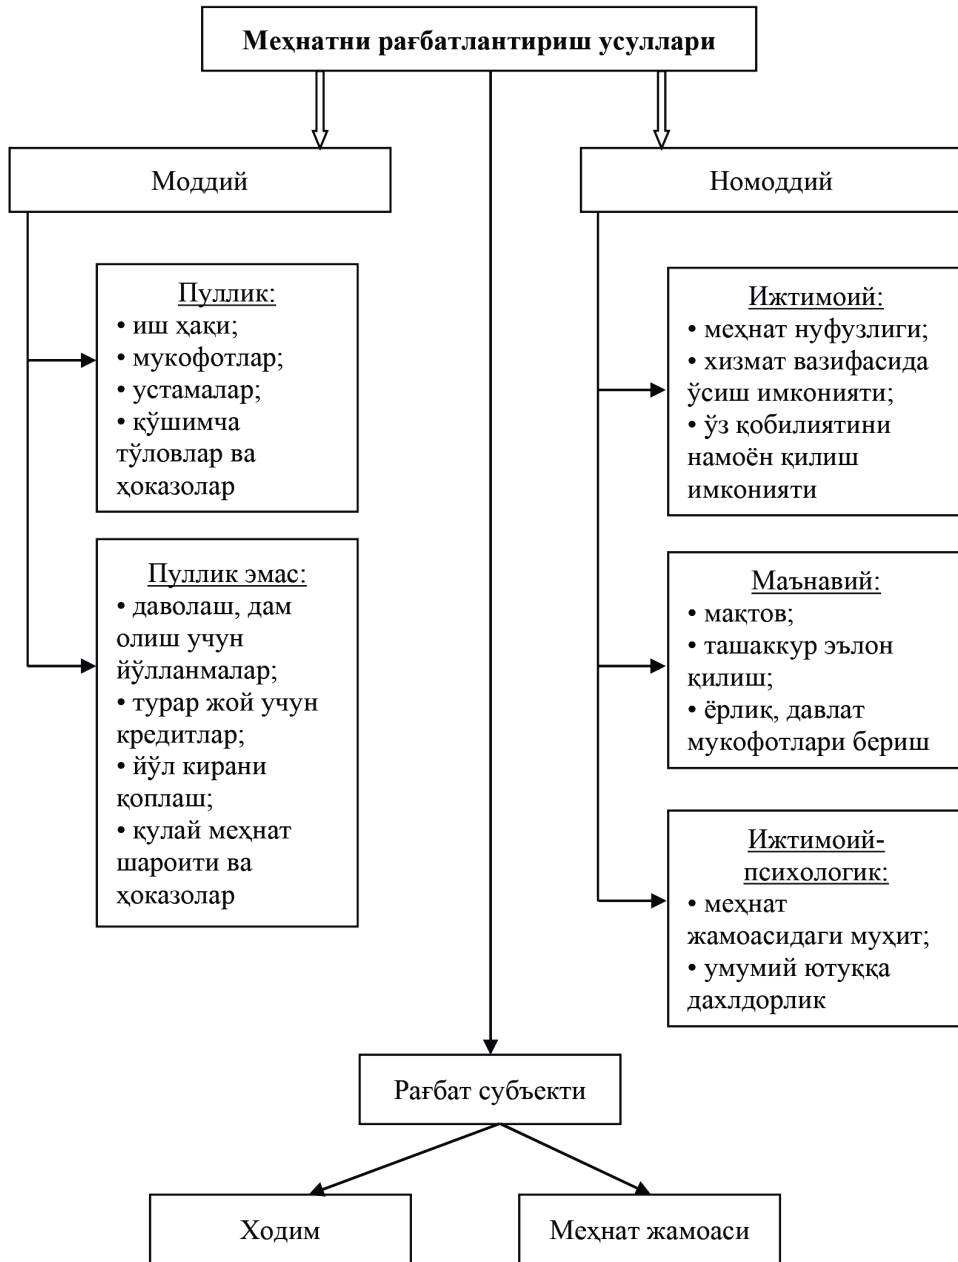 Меҳнатни рағбатлантириш усуллари
Моддий
Номоддий
Пуллик:
• иш ҳақи;
• мукофотлар;
• устамалар;
• қўшимча
тўловлар ва
ҳоказолар
Пуллик эмас:
• даволаш, дам
олиш учун
йўлланмалар;
• турар жой учун
кредитлар;
• йўл кирани
қоплаш;
• қулай меҳнат
шароити ва
ҳоказолар
Ижтимоий:
• меҳнат нуфузлиги;
• хизмат вазифасида
ўсиш имконияти;
• ўз қобилиятини
намоён қилиш
имконияти
Маънавий:
• мақтов;
• ташаккур эълон
қилиш;
• ёрлиқ, давлат
мукофотлари бериш
Ижтимоий-
психологик:
• меҳнат
жамоасидаги муҳит;
• умумий ютуққа
дахлдорлик
Рағбат субъекти
Ходим
Меҳнат жамоаси